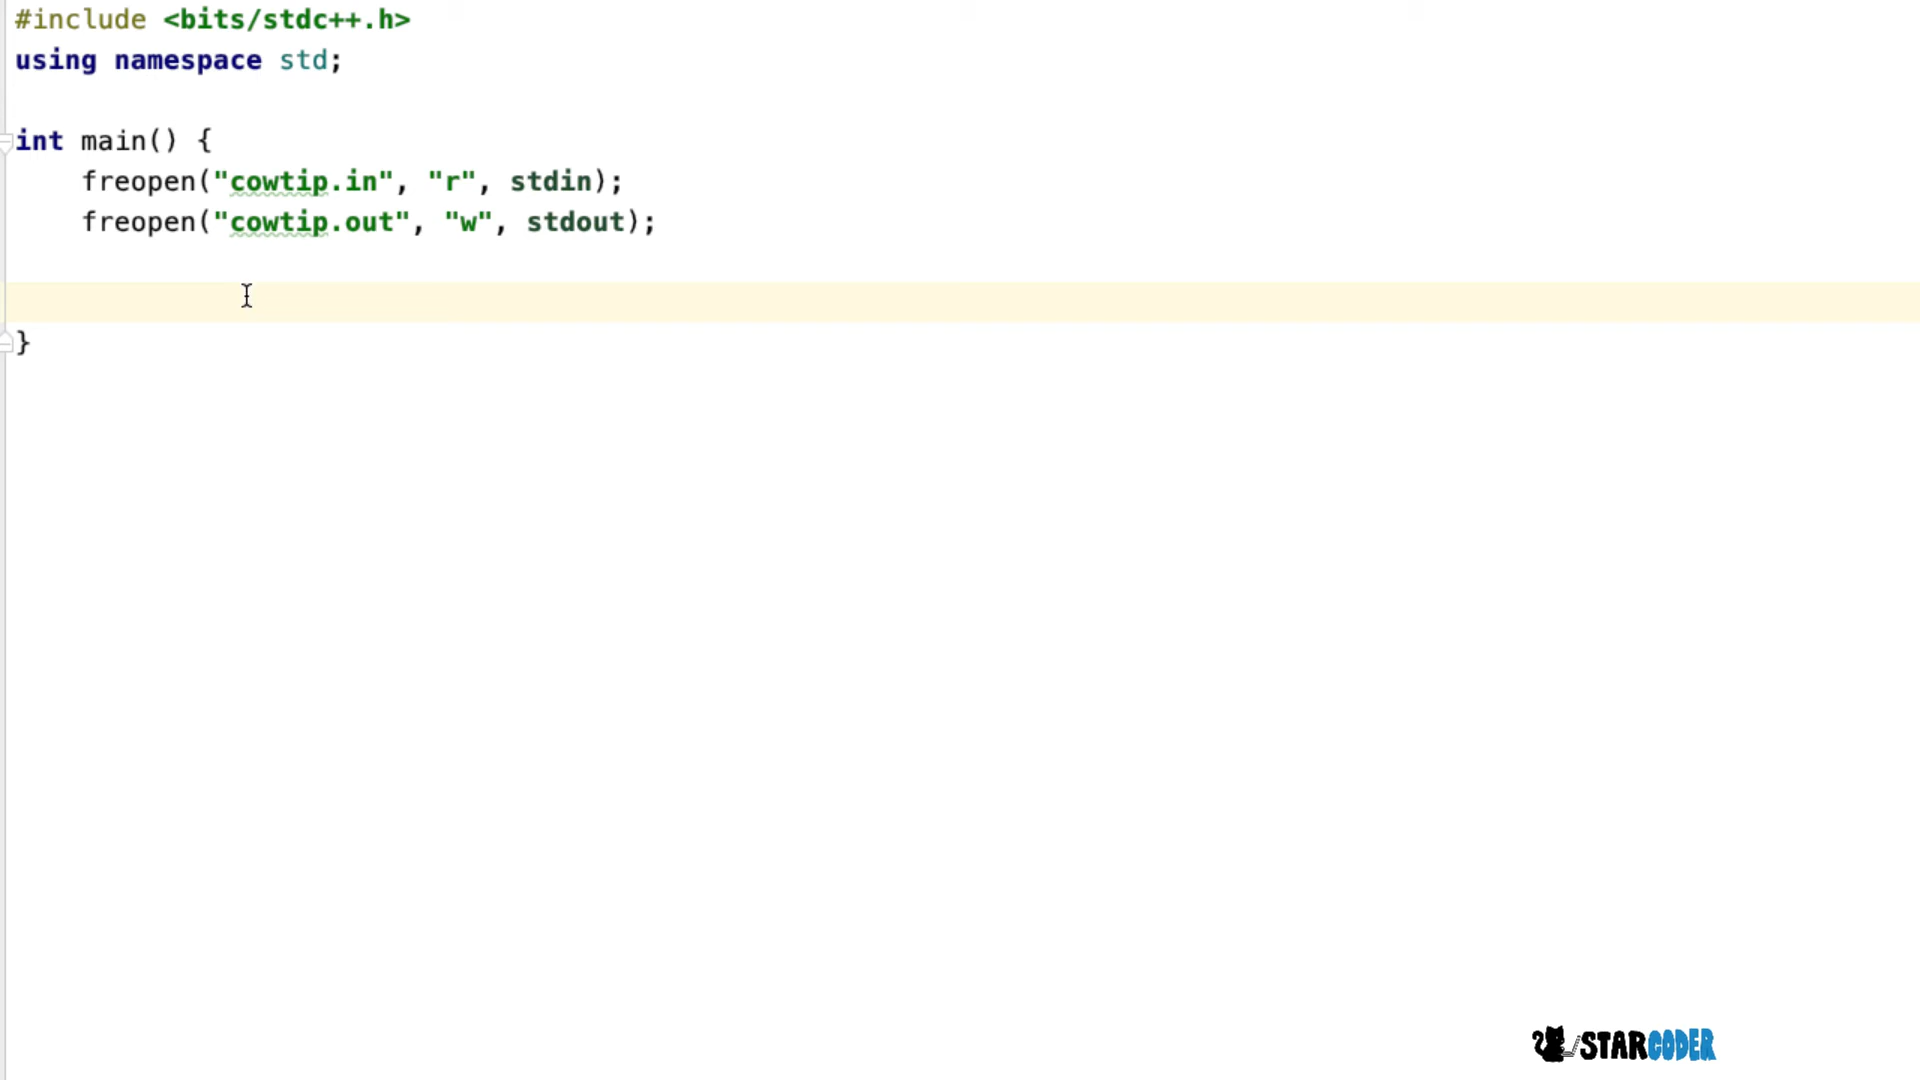 #include <bits/stdc++.h>
using namespace std;
int main() {
    freopen("cowtip.in", "r", stdin);
    freopen("cowtip.out", "w", stdout);
}
STARCODER